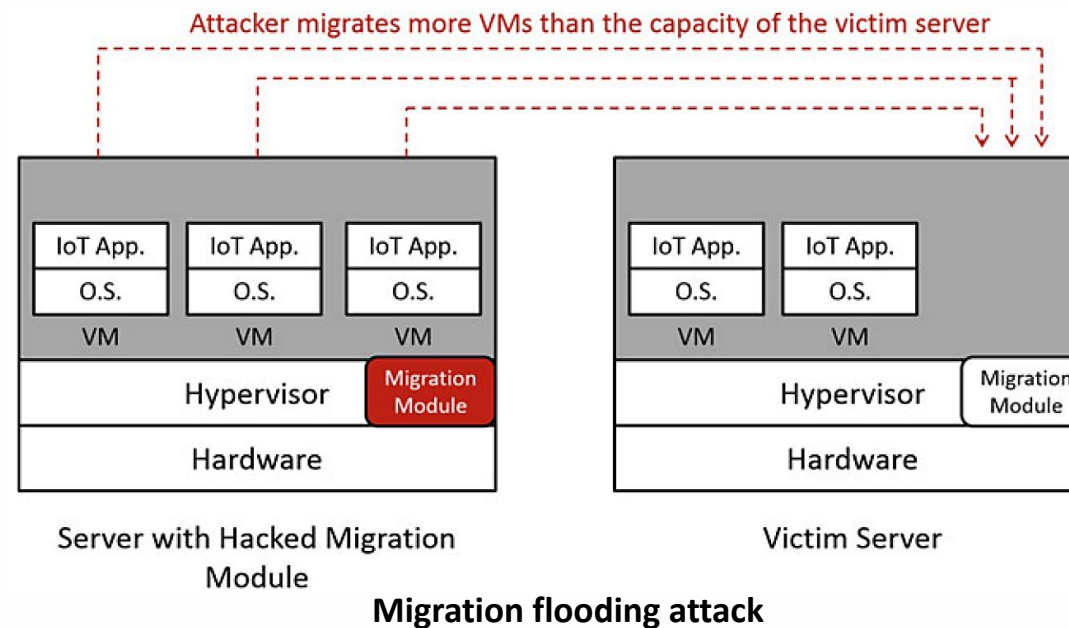 Attacker migrates more VMs than the capacity of the victim server
IoT App. IoT App. IoT App.
O.S. O.S. O.S.
VM VM VM
Hypervisor
Migration
Module
Hardware
IoT App. IoT App.
O.S. O.S.
VM VM
Hypervisor
Migration
Module
Hardware
Server with Hacked Migration
Module
Victim Server
Migration flooding attack